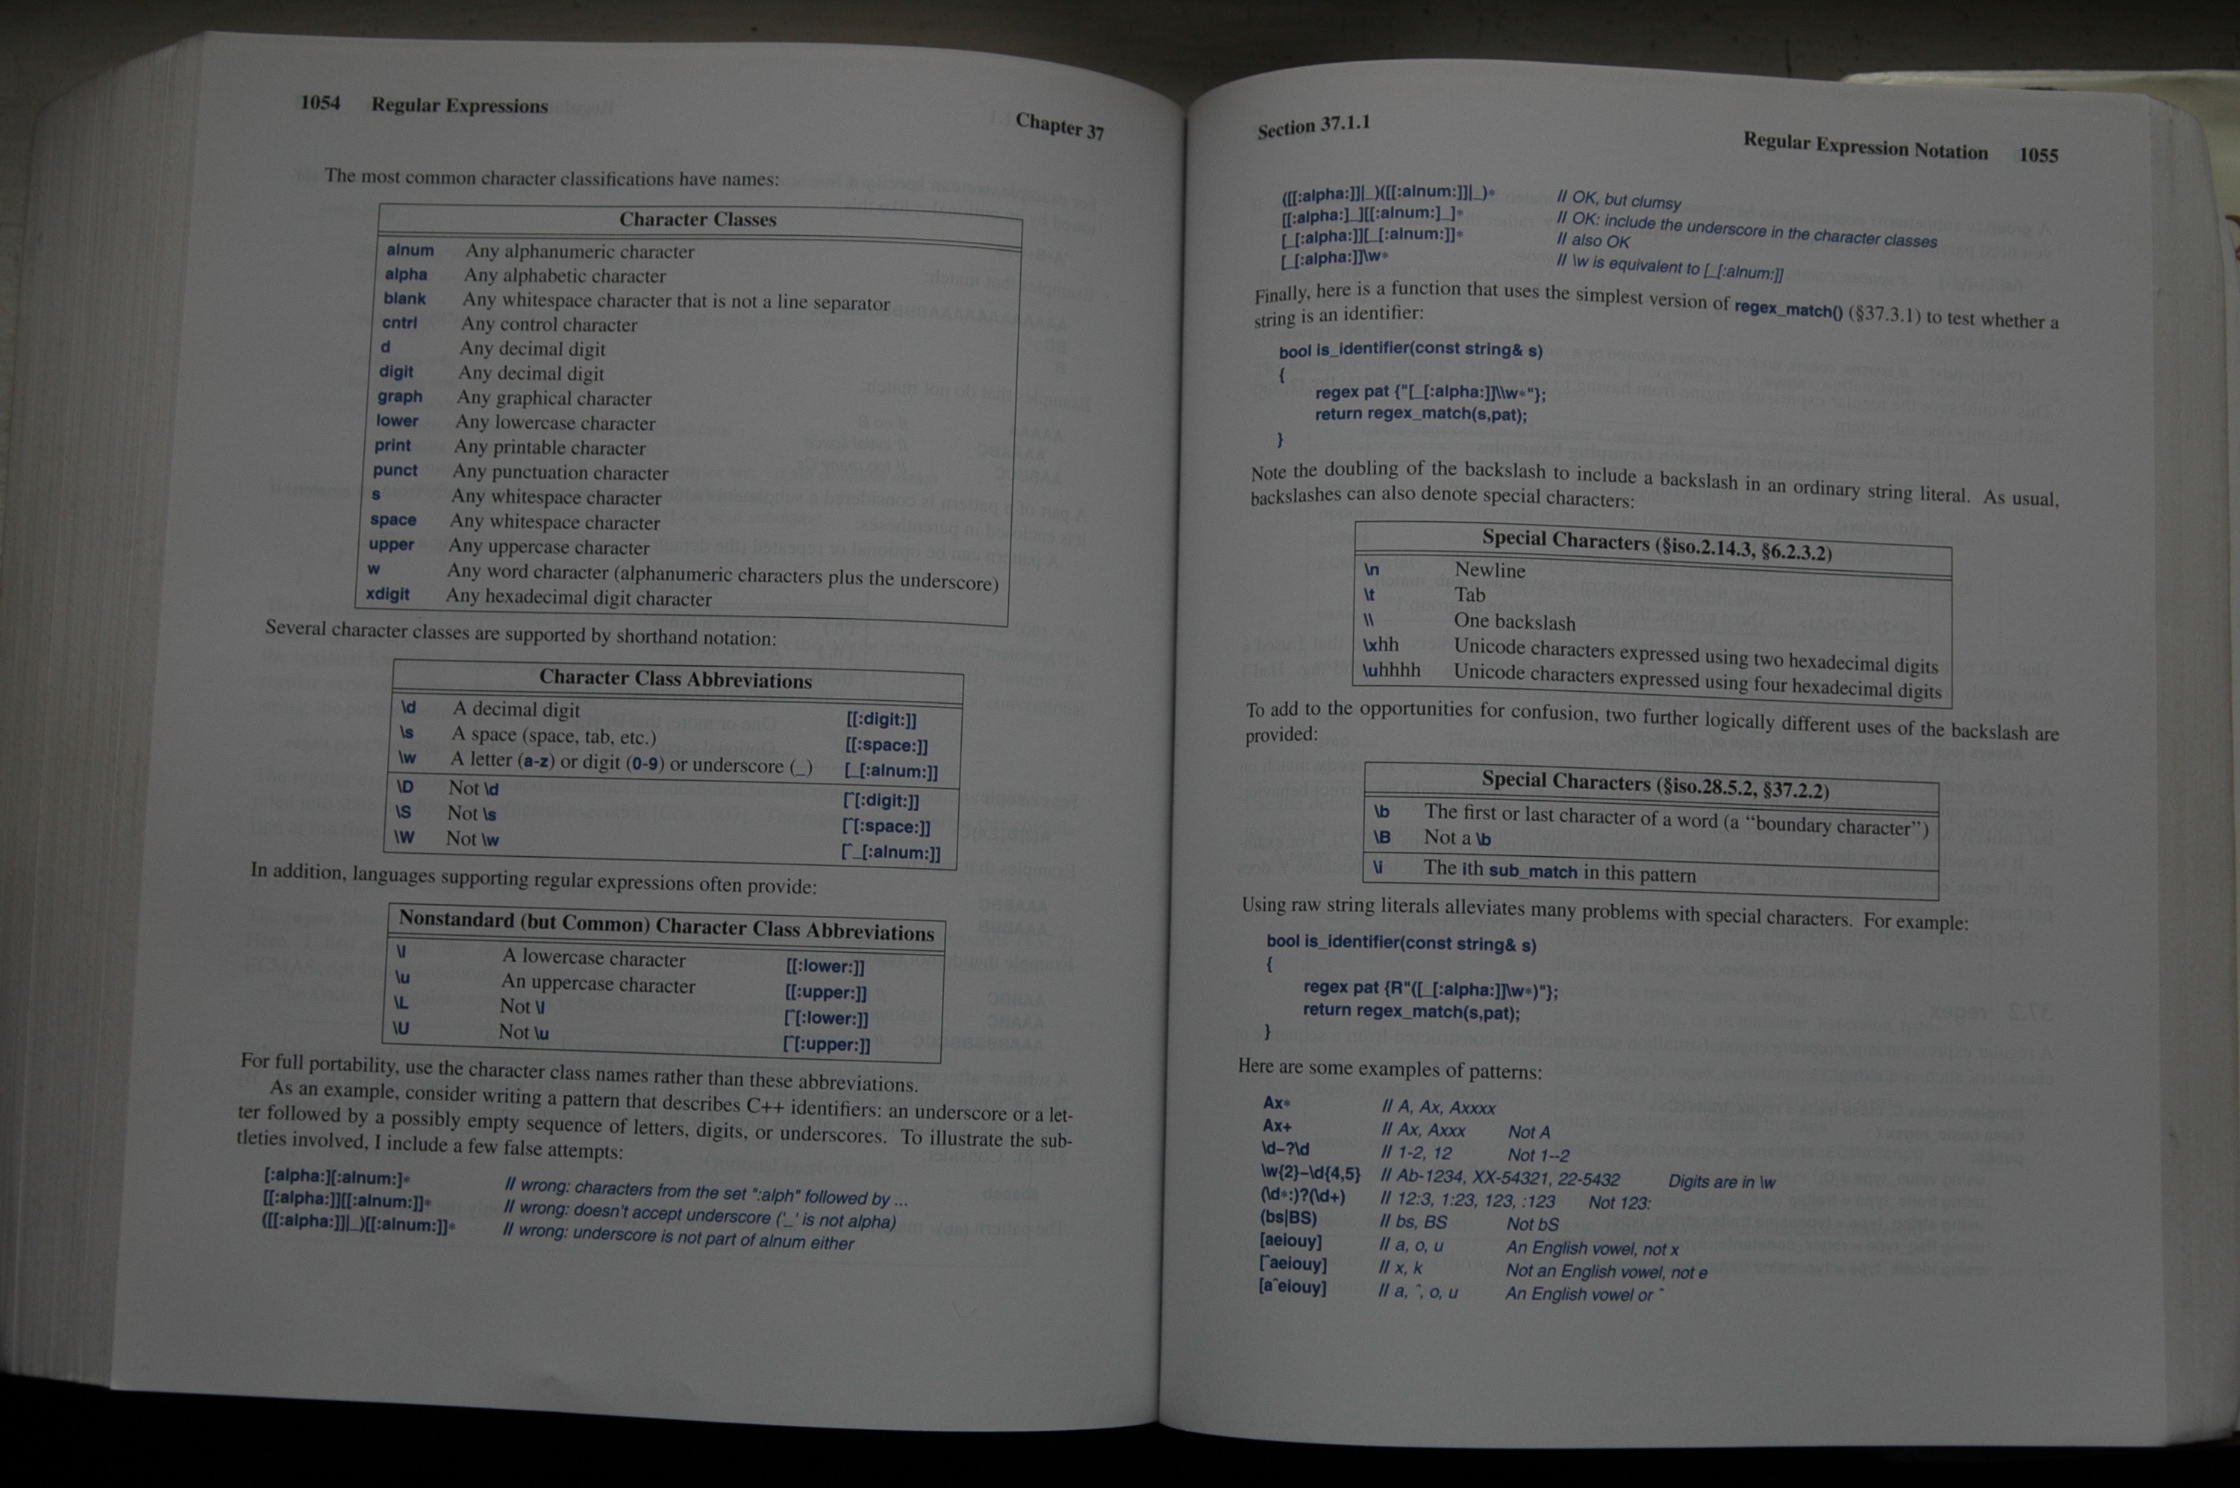 1054 Regular Expressions Chapter 37
The most common character classifications have names:
Character Classes
alnum Any alphanumeric character
alpha Any alphabetic character
blank Any whitespace character that is not a line separator
cntrl Any control character
d Any decimal digit
digit Any decimal digit
graph Any graphical character
lower Any lowercase character
print Any printable character
punct Any punctuation character
s Any whitespace character
space Any whitespace character
upper Any uppercase character
w Any word character (alphanumeric characters plus the underscore)
xdigit Any hexadecimal digit character
Several character classes are supported by shorthand notation:
Character Class Abbreviations
\d A decimal digit [[:digit:]]
\s A space (space, tab, etc.) [[:space:]]
\w A letter (a-z) or digit (0-9) or underscore (_) [_[:alnum:]]
\D Not \d [^[:digit:]]
\S Not \s [^[:space:]]
\W Not \w [^_[:alnum:]]
In addition, languages supporting regular expressions often provide:
Nonstandard (but Common) Character Class Abbreviations
\l A lowercase character [[:lower:]]
\u An uppercase character [[:upper:]]
\L Not \l [^[:lower:]]
\U Not \u [^[:upper:]]
For full portability, use the character class names rather than these abbreviations.
As an example, consider writing a pattern that describes C++ identifiers: an underscore or a let-
ter followed by a possibly empty sequence of letters, digits, or underscores. To illustrate the sub-
tleties involved, I include a few false attempts:
[:alpha:][:alnum:]* // wrong: characters from the set ":alph" followed by ...
[[:alpha:]][[:alnum:]]* // wrong: doesn't accept underscore ('_' is not alpha)
([[:alpha:]]|_)[[:alnum:]]* // wrong: underscore is not part of alnum either
Section 37.1.1 Regular Expression Notation 1055
([[:alpha:]]|_)([[:alnum:]]|_)* // OK, but clumsy
[[:alpha:]_][[:alnum:]_]* // OK: include the underscore in the character classes
[_[:alpha:]][_[:alnum:]]* // also OK
[_[:alpha:]]\w* // \w is equivalent to [_[:alnum:]]
Finally, here is a function that uses the simplest version of regex_match() (§37.3.1) to test whether a
string is an identifier:
bool is_identifier(const string& s)
{
regex pat {"[_[:alpha:]]\\w*"};
return regex_match(s,pat);
}
Note the doubling of the backslash to include a backslash in an ordinary string literal. As usual,
backslashes can also denote special characters:
Special Characters (§iso.2.14.3, §6.2.3.2)
\n Newline
\t Tab
\\ One backslash
\xhh Unicode characters expressed using two hexadecimal digits
\uhhhh Unicode characters expressed using four hexadecimal digits
To add to the opportunities for confusion, two further logically different uses of the backslash are
provided:
Special Characters (§iso.28.5.2, §37.2.2)
\b The first or last character of a word (a “boundary character”)
\B Not a \b
\i The ith sub_match in this pattern
Using raw string literals alleviates many problems with special characters. For example:
bool is_identifier(const string& s)
{
regex pat {R"([_[:alpha:]]\w*)"};
return regex_match(s,pat);
}
Here are some examples of patterns:
Ax* // A, Ax, Axxxx
Ax+ // Ax, Axxx Not A
\d-?\d // 1-2, 12 Not 1--2
\w{2}-\d{4,5} // Ab-1234, XX-54321, 22-5432 Digits are in \w
(\d*:)?(\d+) // 12:3, 1:23, 123, :123 Not 123:
(bs|BS) // bs, BS Not bS
[aeiouy] // a, o, u An English vowel, not x
[^aeiouy] // x, k Not an English vowel, not e
[a^eiouy] // a, ^, o, u An English vowel or ^